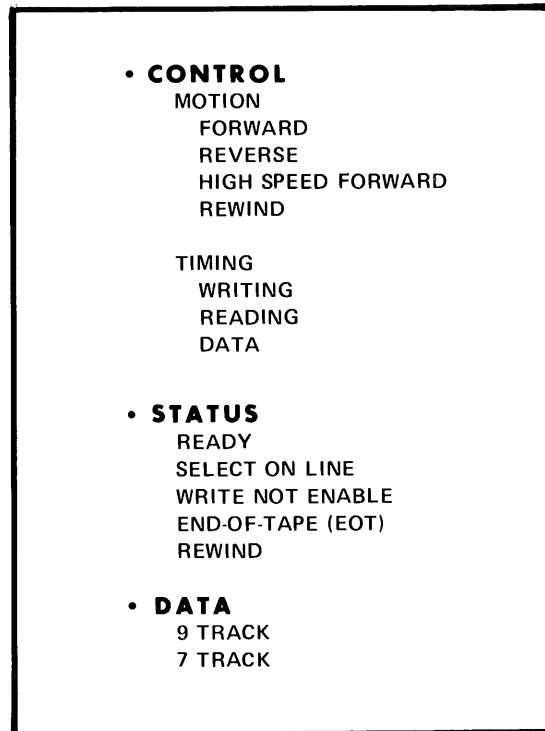 • CONTROL
MOTION
FORWARD
REVERSE
HIGH SPEED FORWARD
REWIND
TIMING
WRITING
READING
DATA
• STATUS
READY
SELECT ON LINE
WRITE NOT ENABLE
END-OF-TAPE (EOT)
REWIND
• DATA
9 TRACK
7 TRACK